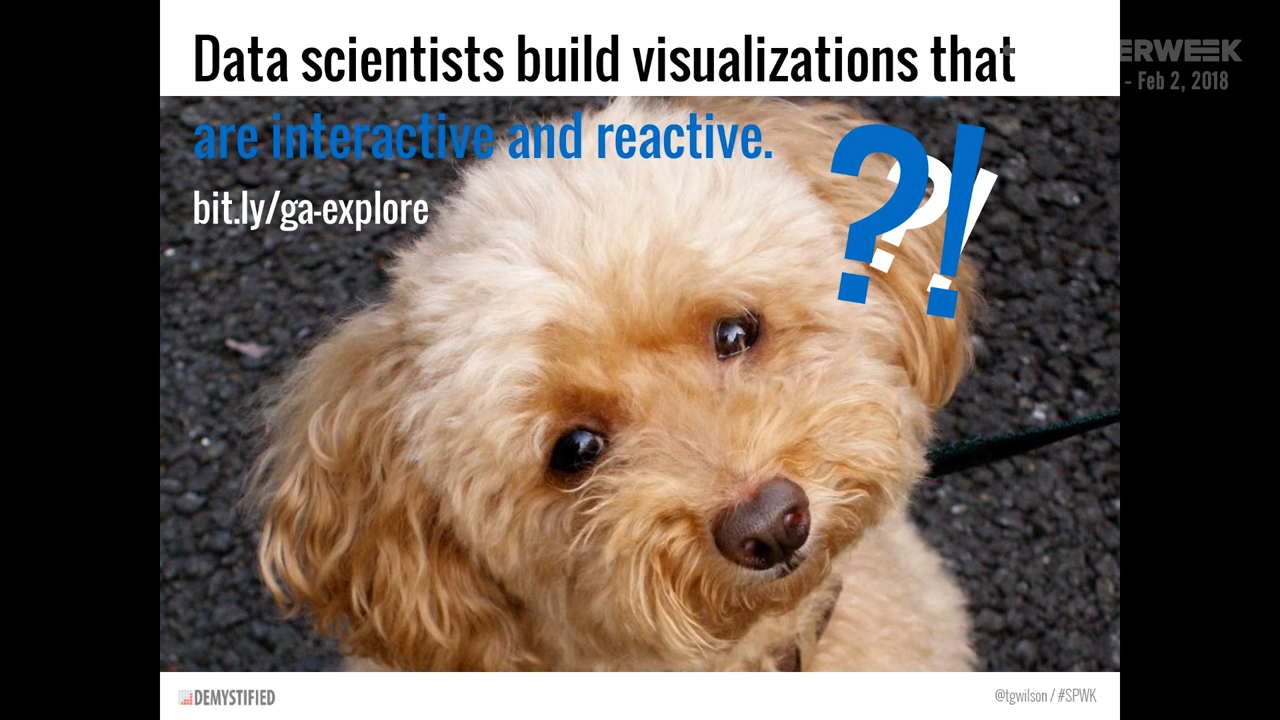 Data scientists build visualizations that
ERWEEK
– Feb 2, 2018
are interactive and reactive.
?!
?!
bit.ly/ga-explore
DEMYSTIFIED
@tgwilson / #SPWK